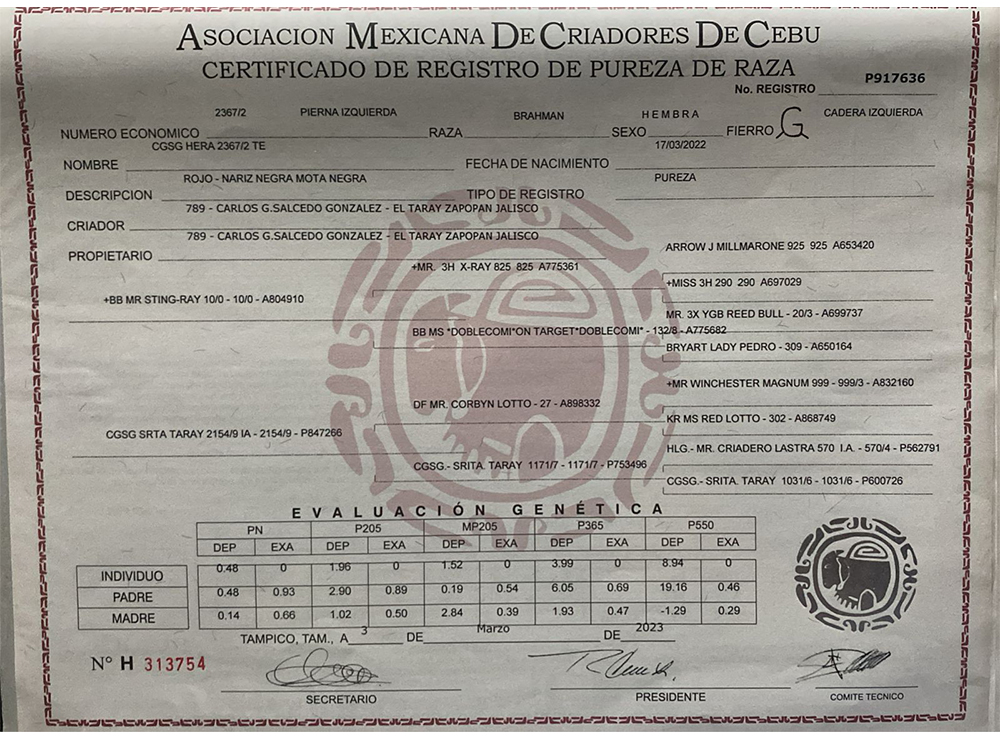 ASOCIACION MEXICANA DE CRIADORES DE CEBU
CERTIFICADO DE REGISTRO DE PUREZA DE RAZA
No. REGISTRO P917636
NUMERO ECONOMICO 2367/2 PIERNA IZQUIERDA RAZA BRAHMAN SEXO HEMBRA FIERRO G CADERA IZQUIERDA
NOMBRE CGSG HERA 2367/2 TE FECHA DE NACIMIENTO 17/03/2022
DESCRIPCION ROJO - NARIZ NEGRA MOTA NEGRA TIPO DE REGISTRO PUREZA
CRIADOR 789 - CARLOS G.SALCEDO GONZALEZ - EL TARAY ZAPOPAN JALISCO
PROPIETARIO 789 - CARLOS G.SALCEDO GONZALEZ - EL TARAY ZAPOPAN JALISCO
ARROW J MILLMARONE 925 925 A653420
+MR. 3H X-RAY 825 825 A775361
+MISS 3H 290 290 A697029
+BB MR STING-RAY 10/0 - 10/0 - A804910
MR. 3X YGB REED BULL - 20/3 - A699737
BB MS *DOBLECOMI*ON TARGET*DOBLECOMI* - 132/8 - A775682
BRYART LADY PEDRO - 309 - A650164
+MR WINCHESTER MAGNUM 999 - 999/3 - A832160
DF MR. CORBYN LOTTO - 27 - A898332
KR MS RED LOTTO - 302 - A868749
CGSG SRTA TARAY 2154/9 IA - 2154/9 - P847266
HLG.- MR. CRIADERO LASTRA 570 I.A. - 570/4 - P562791
CGSG.- SRITA. TARAY 1171/7 - 1171/7 - P753496
CGSG.- SRITA. TARAY 1031/6 - 1031/6 - P600726
EVALUACIÓN GENÉTICA
PN P205 MP205 P365 P550
DEP EXA DEP EXA DEP EXA DEP EXA DEP EXA
INDIVIDUO 0.48 0 1.96 0 1.52 0 3.99 0 8.94 0
PADRE 0.48 0.93 2.90 0.89 0.19 0.54 6.05 0.69 19.16 0.46
MADRE 0.14 0.66 1.02 0.50 2.84 0.39 1.93 0.47 -1.29 0.29
TAMPICO, TAM., A 3 DE Marzo DE 2023
N° H 313754
SECRETARIO PRESIDENTE COMITE TECNICO